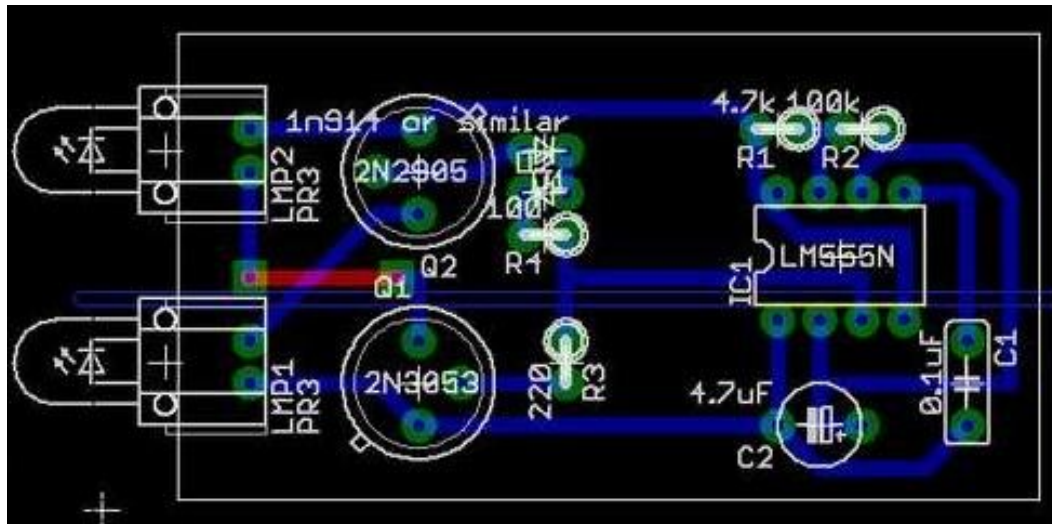 LMP2
PR3
1n914 or similar
2N2905
Q2
100
R4
4.7k
100k
R1
R2
LM555N
IC1
Q1
LMP1
PR3
2N3053
220
R3
4.7uF
C2
0.1uF
C1